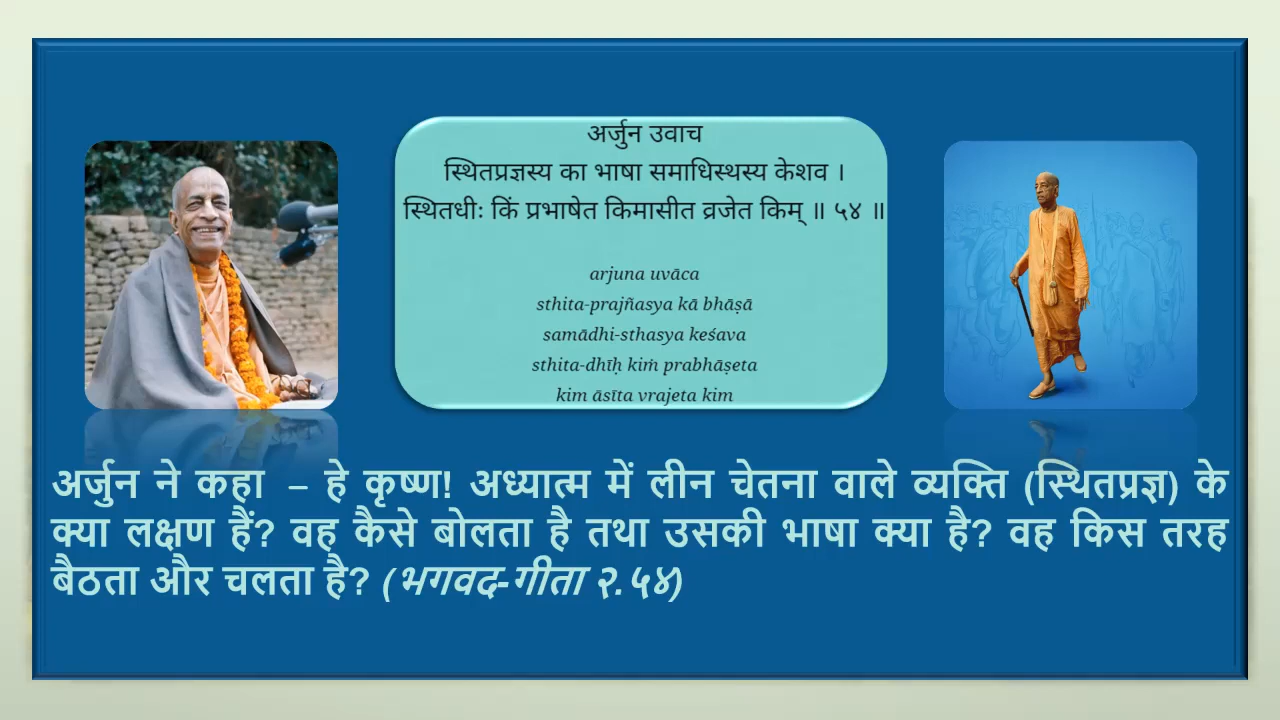 अर्जुन उवाच
स्थितप्रज्ञस्य का भाषा समाधिस्थस्य केशव ।
स्थितधीः किं प्रभाषेत किमासीत व्रजेत किम् ॥ ५४ ॥
arjuna uvāca
sthita-prajñasya kā bhāṣā
samādhi-sthasya keśava
sthita-dhīḥ kiṁ prabhāṣeta
kim āsīta vrajeta kim
अर्जुन ने कहा – हे कृष्ण! अध्यात्म में लीन चेतना वाले व्यक्ति (स्थितप्रज्ञ) के
क्या लक्षण हैं? वह कैसे बोलता है तथा उसकी भाषा क्या है? वह किस तरह
बैठता और चलता है? (भगवद-गीता २.५४)